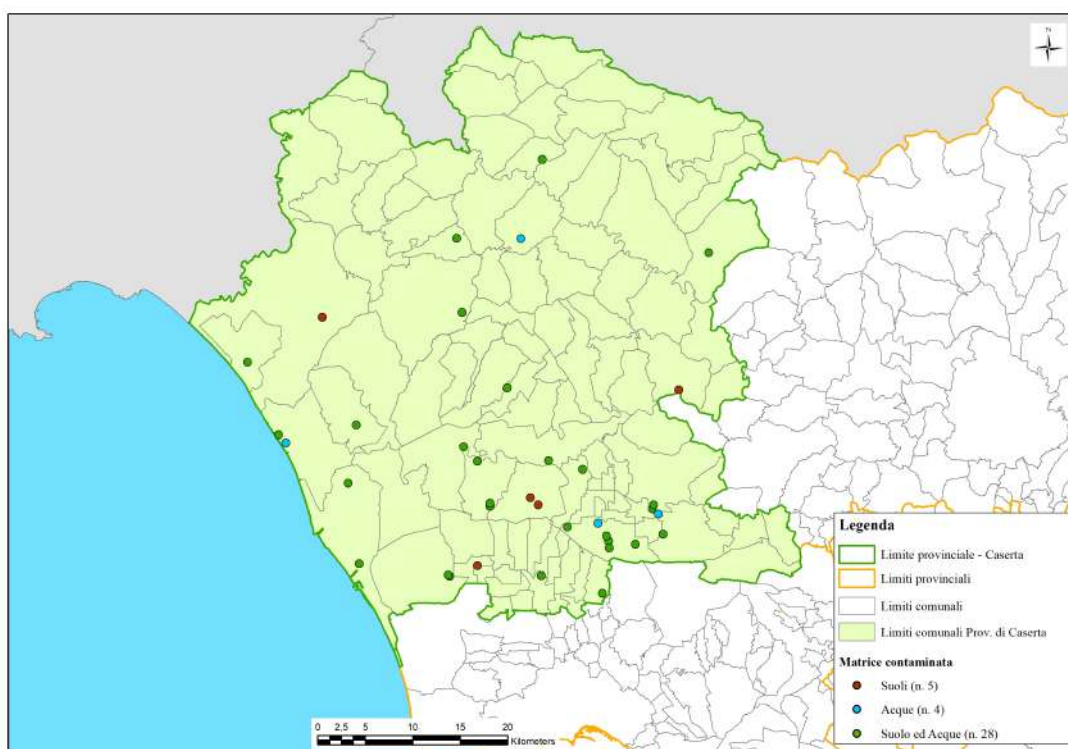 N
Legenda
Limite provinciale - Caserta
Limiti provinciali
Limiti comunali
Limiti comunali Prov. di Caserta
Matrice contaminata
Suoli (n. 5)
Acque (n. 4)
Suolo ed Acque (n. 28)
0 2,5 5 10 15 20
Kilometers